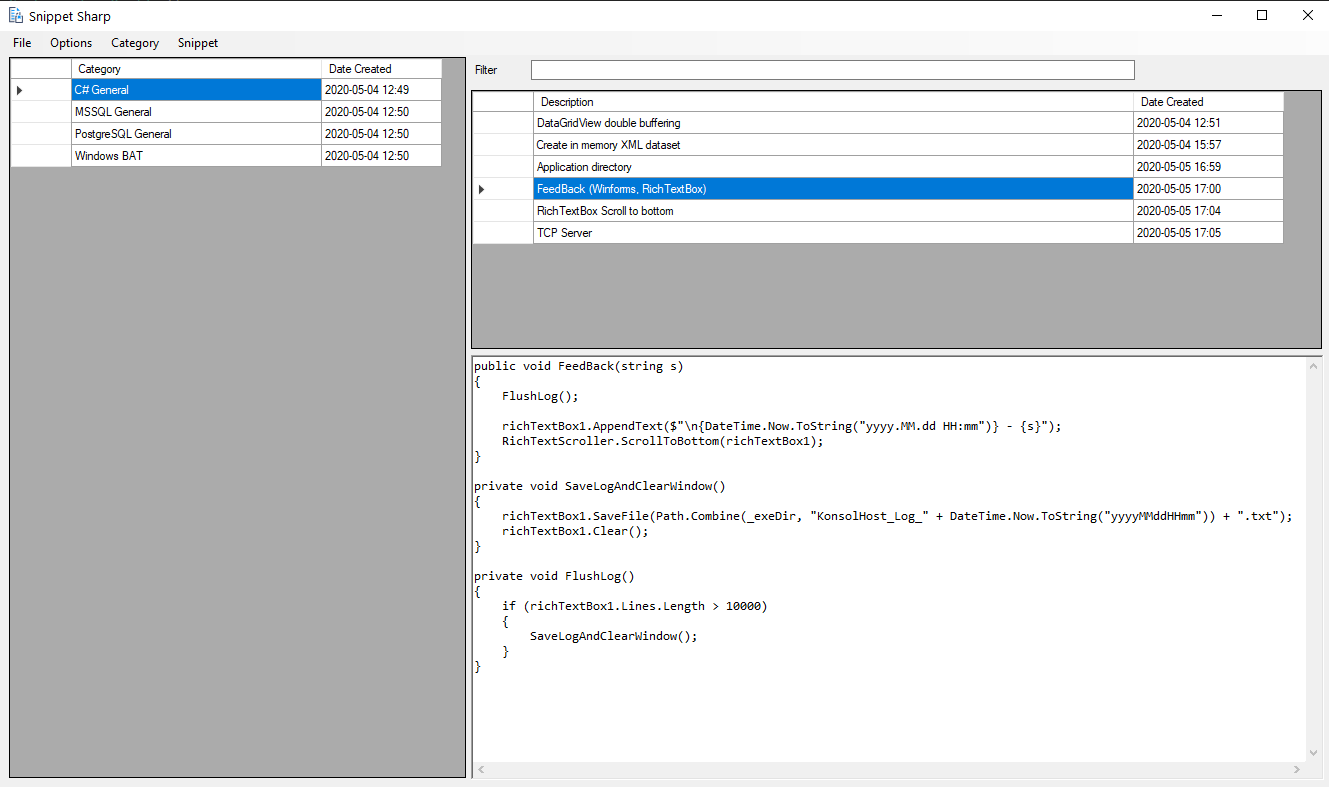 Snippet Sharp
File Options Category Snippet
Category Date Created
C# General 2020-05-04 12:49
MSSQL General 2020-05-04 12:50
PostgreSQL General 2020-05-04 12:50
Windows BAT 2020-05-04 12:50
Filter
Description Date Created
DataGridView double buffering 2020-05-04 12:51
Create in memory XML dataset 2020-05-04 15:57
Application directory 2020-05-05 16:59
FeedBack (Winforms, RichTextBox) 2020-05-05 17:00
RichTextBox Scroll to bottom 2020-05-05 17:04
TCP Server 2020-05-05 17:05
public void FeedBack(string s)
{
    FlushLog();
    richTextBox1.AppendText($"\n{DateTime.Now.ToString("yyyy.MM.dd HH:mm")} - {s}");
    RichTextScroller.ScrollToBottom(richTextBox1);
}
private void SaveLogAndClearWindow()
{
    richTextBox1.SaveFile(Path.Combine(_exeDir, "KonsolHost_Log_" + DateTime.Now.ToString("yyyyMMddHHmm")) + ".txt");
    richTextBox1.Clear();
}
private void FlushLog()
{
    if (richTextBox1.Lines.Length > 10000)
    {
        SaveLogAndClearWindow();
    }
}